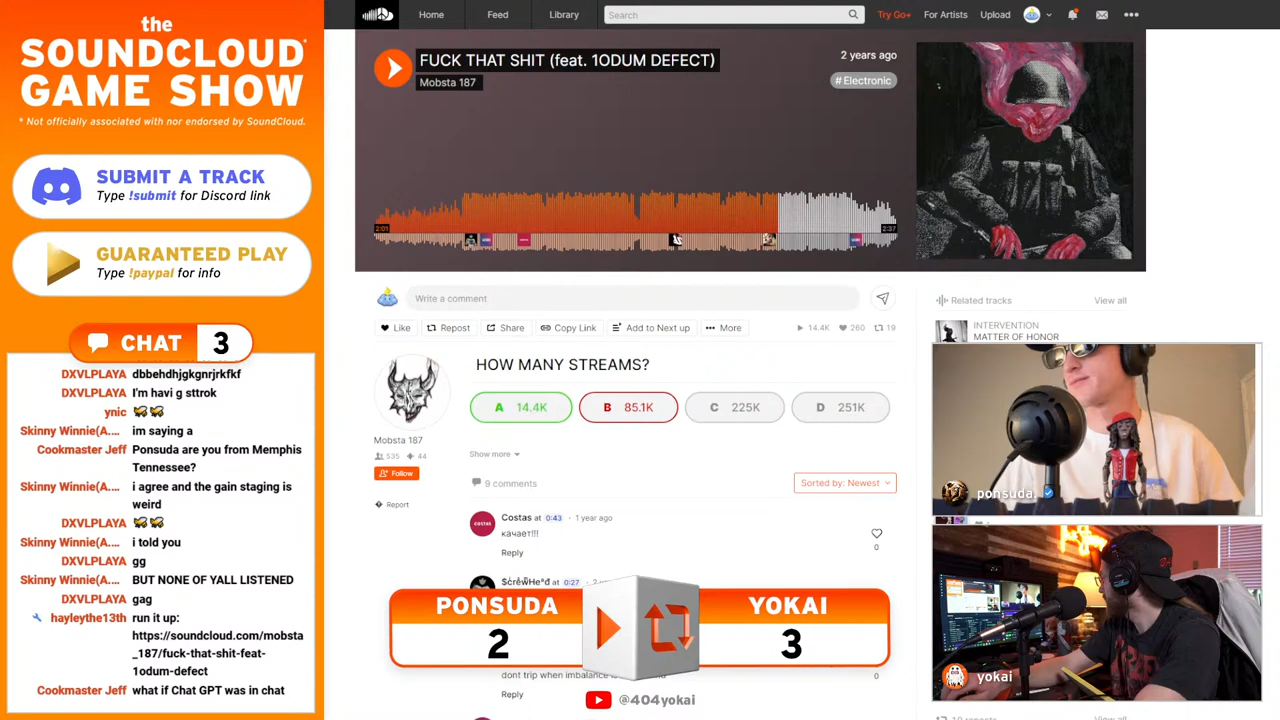 the
SOUNDCLOUD
GAME SHOW
* Not officially associated with nor endorsed by SoundCloud.
SUBMIT A TRACK
Type !submit for Discord link
GUARANTEED PLAY
Type !paypal for info
CHAT 3
DXVLPLAYA dbbehdhjgkgnrjrkfkf
DXVLPLAYA I'm havi g sttrok
ynic
Skinny Winnie(A.... im saying a
Cookmaster Jeff Ponsuda are you from Memphis
Tennessee?
Skinny Winnie(A.... i agree and the gain staging is
weird
DXVLPLAYA
Skinny Winnie(A.... i told you
DXVLPLAYA gg
Skinny Winnie(A.... BUT NONE OF YALL LISTENED
DXVLPLAYA gag
hayleythe13th run it up:
https://soundcloud.com/mobsta
_187/fuck-that-shit-feat-
1odum-defect
Cookmaster Jeff what if Chat GPT was in chat
Home Feed Library Search Try Go+ For Artists Upload
FUCK THAT SHIT (feat. 1ODUM DEFECT)
Mobsta 187
2 years ago
# Electronic
2:01
2:37
Write a comment
Like Repost Share Copy Link Add to Next up More 14.4K 260 19
HOW MANY STREAMS?
A 14.4K B 85.1K C 225K D 251K
Mobsta 187
535 44
Follow
Report
Show more
9 comments
Sorted by: Newest
COSTAS
Costas at 0:43 · 1 year ago
качает!!!
0
Reply
at 0:27
PONSUDA
2
YOKAI
3
dont trip when imbalance
0
Reply
@404yokai
Related tracks View all
INTERVENTION
MATTER OF HONOR
ponsuda.
yokai